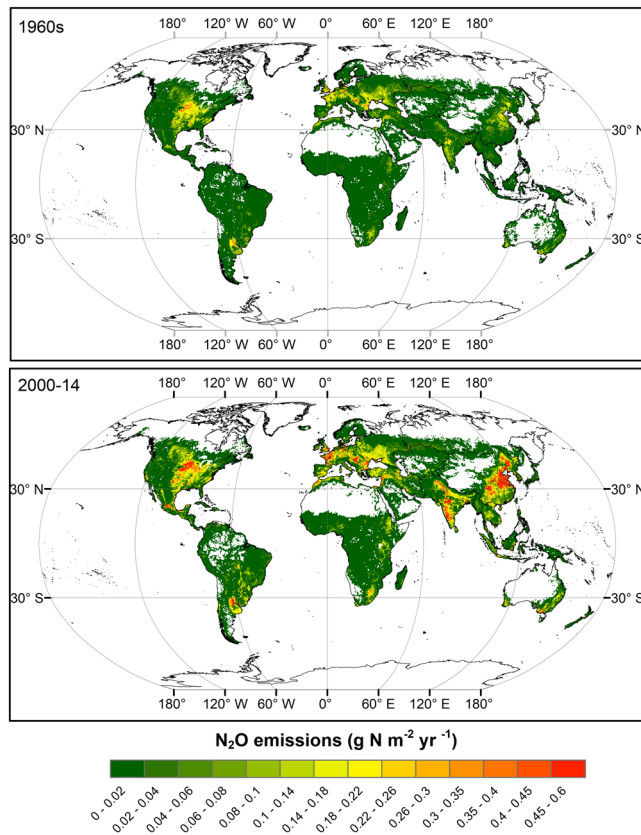 1960s
180° 120° W 60° W 0° 60° E 120° E 180°
30° N 30° N
30° S 30° S
180° 120° W 60° W 0° 60° E 120° E 180°
2000-14
180° 120° W 60° W 0° 60° E 120° E 180°
30° N 30° N
30° S 30° S
180° 120° W 60° W 0° 60° E 120° E 180°
N₂O emissions (g N m⁻² yr ⁻¹)
0 - 0.02
0.02 - 0.04
0.04 - 0.06
0.06 - 0.08
0.08 - 0.1
0.1 - 0.14
0.14 - 0.18
0.18 - 0.22
0.22 - 0.26
0.26 - 0.3
0.3 - 0.35
0.35 - 0.4
0.4 - 0.45
0.45 - 0.6